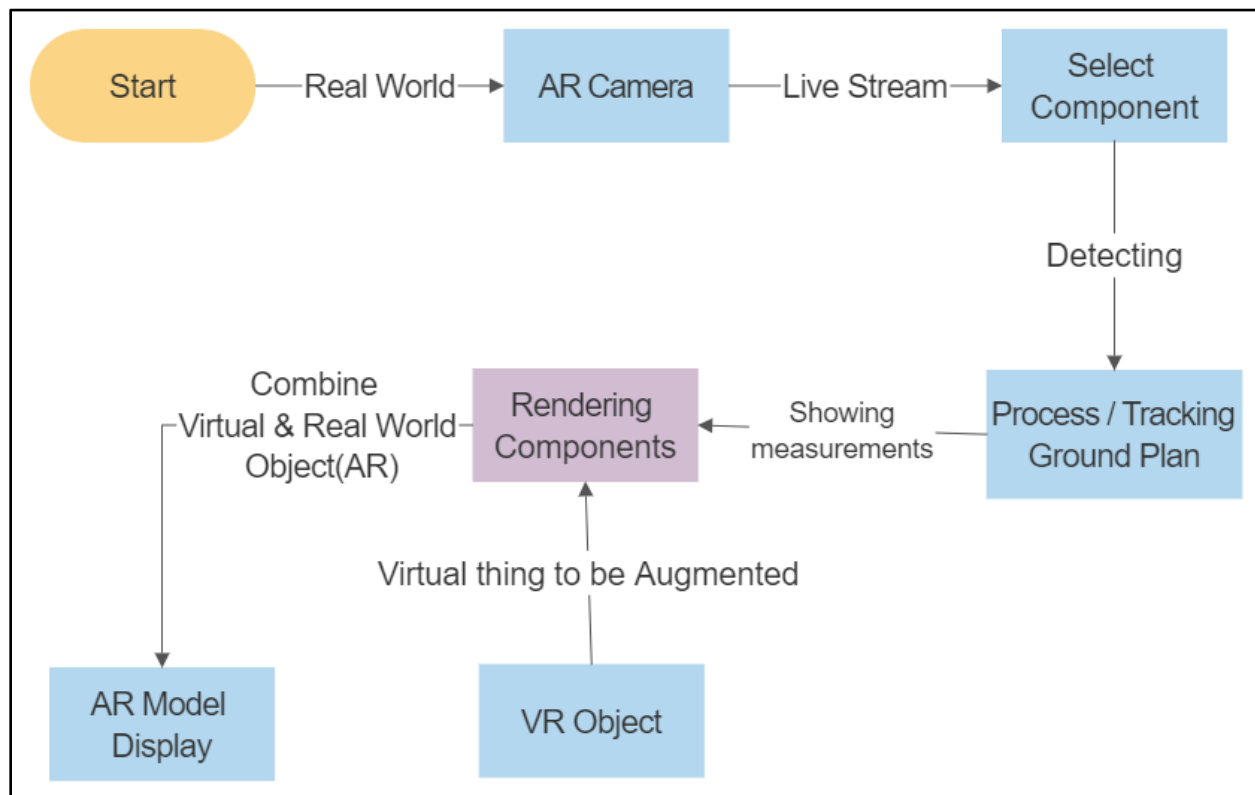 Start
Real World
AR Camera
Live Stream
Select
Component
Detecting
Process / Tracking
Ground Plan
Showing
measurements
Rendering
Components
Combine
Virtual & Real World
Object(AR)
Virtual thing to be Augmented
VR Object
AR Model
Display